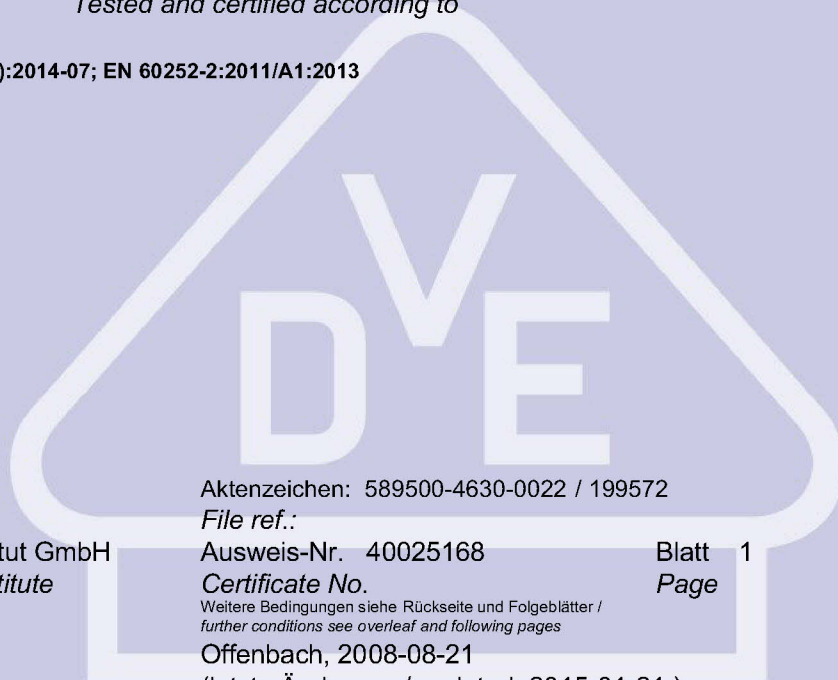 Tested and certified according to
):2014-07; EN 60252-2:2011/A1:2013
V
D E
Aktenzeichen: 589500-4630-0022 / 199572
File ref.:
tut GmbH Ausweis-Nr. 40025168 Blatt 1
titute Certificate No. Page
Weitere Bedingungen siehe Rückseite und Folgeblätter /
further conditions see overleaf and following pages
Offenbach, 2008-08-21